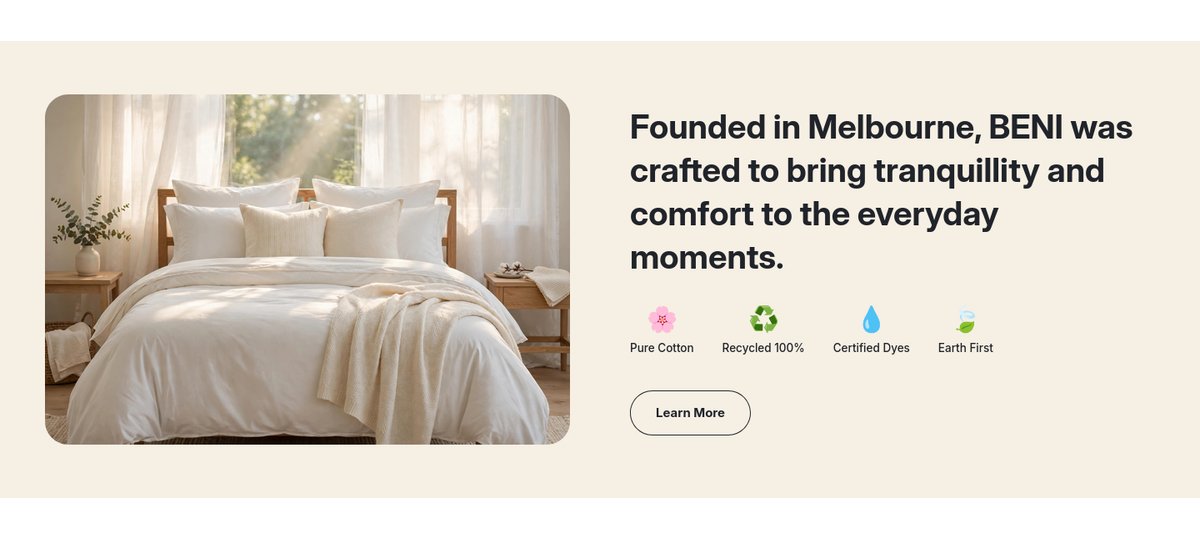 Founded in Melbourne, BENI was
crafted to bring tranquillity and
comfort to the everyday
moments.
Pure Cotton
Recycled 100%
Certified Dyes
Earth First
Learn More